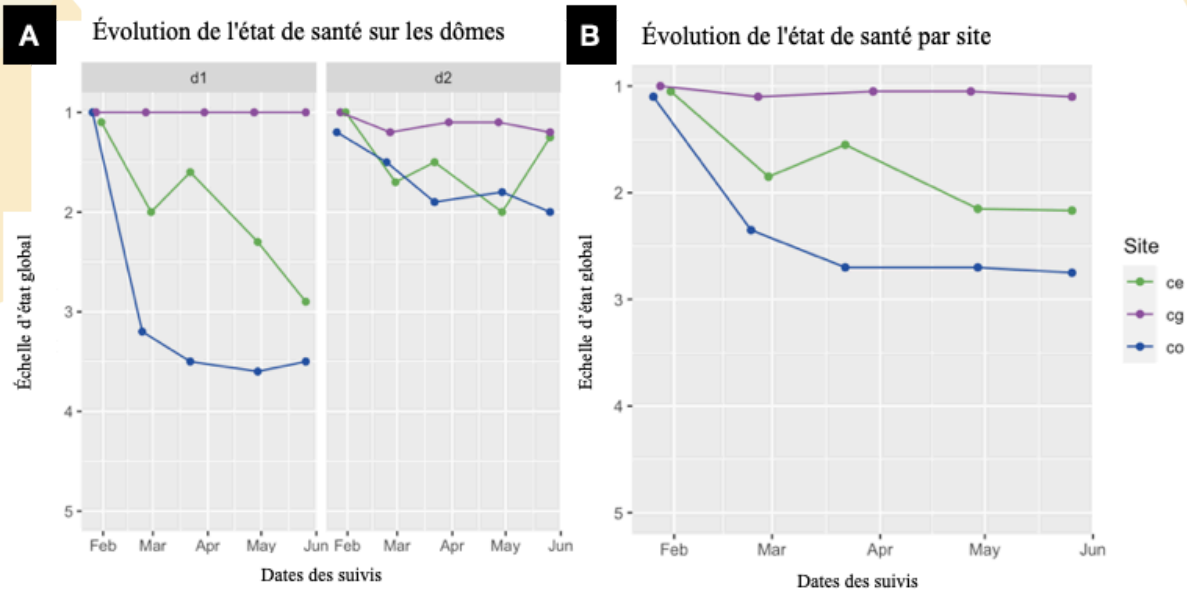 A
Évolution de l'état de santé sur les dômes
d1
d2
1
2
3
4
5
Échelle d'état global
Feb Mar Apr May Jun Feb Mar Apr May Jun
Dates des suivis
B
Évolution de l'état de santé par site
1
2
3
4
5
Echelle d'état global
Feb Mar Apr May Jun
Dates des suivis
Site
ce
cg
co